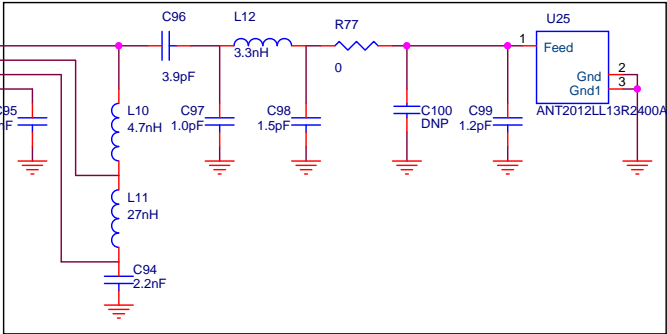 C96
L12
R77
U25
3.9pF
3.3nH
0
1
Feed
Gnd
2
Gnd1
3
ANT2012LL13R2400A
C95
nF
L10
4.7nH
C97
1.0pF
C98
1.5pF
C100
DNP
C99
1.2pF
L11
27nH
C94
2.2nF